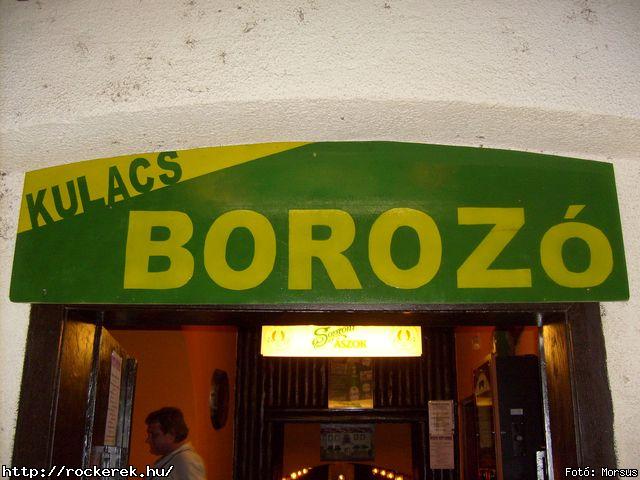 KULACS
BOROZÓ
Soproni
ÁSZOK
http://rockerek.hu/
Fotó: Morsus